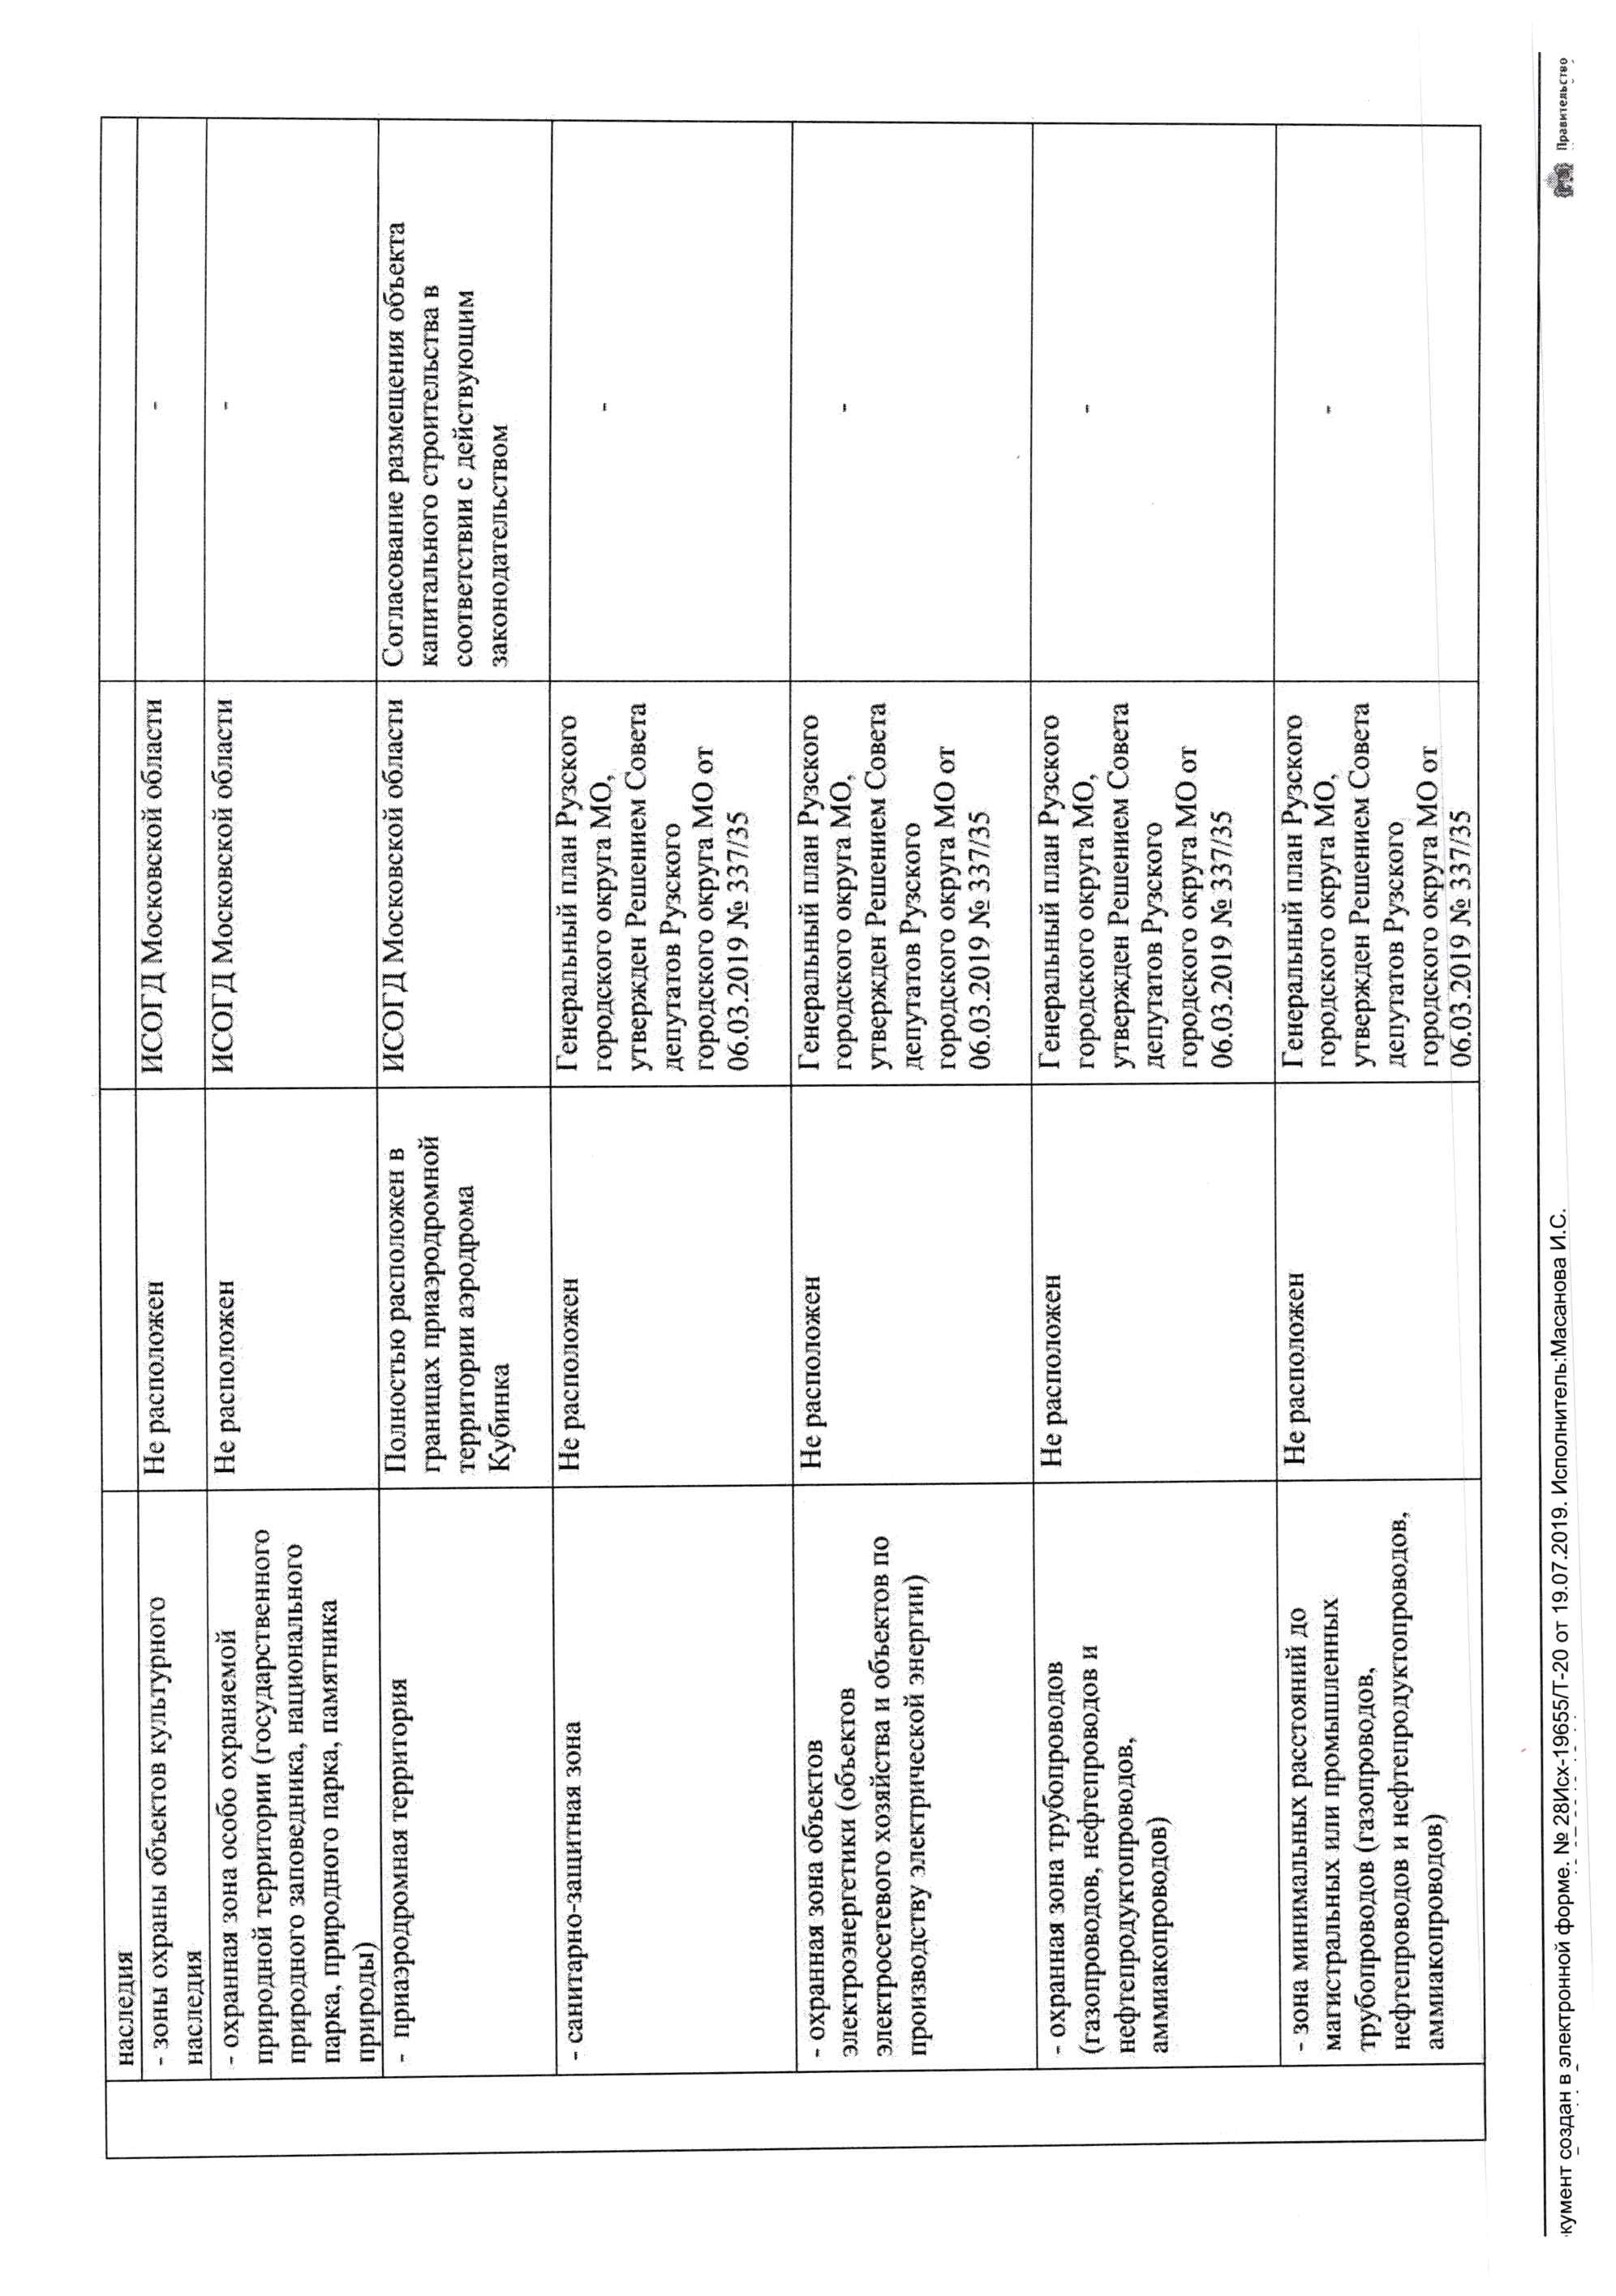 наследия
- зоны охраны объектов культурного
наследия
Не расположен
ИСОГД Московской области
-
- охранная зона особо охраняемой
природной территории (государственного
природного заповедника, национального
парка, природного парка, памятника
природы)
Не расположен
ИСОГД Московской области
-
- приаэродромная территория
Полностью расположен в
границах приаэродромной
территории аэродрома
Кубинка
ИСОГД Московской области
Согласование размещения объекта
капитального строительства в
соответствии с действующим
законодательством
- санитарно-защитная зона
Не расположен
Генеральный план Рузского
городского округа МО,
утвержден Решением Совета
депутатов Рузского
городского округа МО от
06.03.2019 № 337/35
-
- охранная зона объектов
электроэнергетики (объектов
электросетевого хозяйства и объектов по
производству электрической энергии)
Не расположен
Генеральный план Рузского
городского округа МО,
утвержден Решением Совета
депутатов Рузского
городского округа МО от
06.03.2019 № 337/35
-
- охранная зона трубопроводов
(газопроводов, нефтепроводов и
нефтепродуктопроводов,
аммиакопроводов)
Не расположен
Генеральный план Рузского
городского округа МО,
утвержден Решением Совета
депутатов Рузского
городского округа МО от
06.03.2019 № 337/35
-
- зона минимальных расстояний до
магистральных или промышленных
трубопроводов (газопроводов,
нефтепроводов и нефтепродуктопроводов,
аммиакопроводов)
Не расположен
Генеральный план Рузского
городского округа МО,
утвержден Решением Совета
депутатов Рузского
городского округа МО от
06.03.2019 № 337/35
-
кумент создан в электронной форме. № 28Исх-19655/Т-20 от 19.07.2019. Исполнитель:Масанова И.С.
Правительство